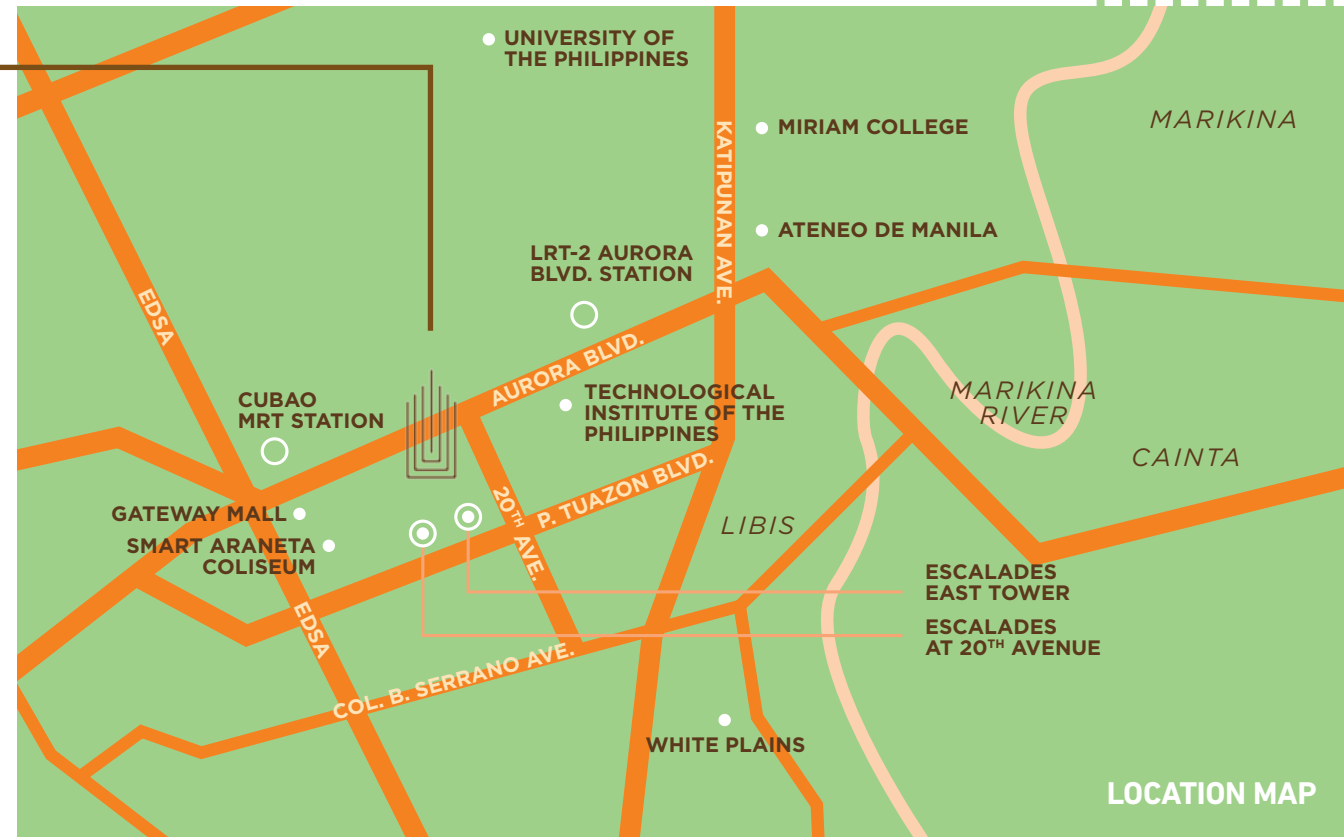 UNIVERSITY OF
THE PHILIPPINES
MIRIAM COLLEGE
MARIKINA
KATIPUNAN AVE.
ATENEO DE MANILA
LRT-2 AURORA
BLVD. STATION
EDSA
AURORA BLVD.
CUBAO
MRT STATION
TECHNOLOGICAL
INSTITUTE OF THE
PHILIPPINES
MARIKINA
RIVER
CAINTA
P. TUAZON BLVD.
20TH AVE.
GATEWAY MALL
SMART ARANETA
COLISEUM
LIBIS
ESCALADES
EAST TOWER
ESCALADES
AT 20TH AVENUE
EDSA
COL. B. SERRANO AVE.
WHITE PLAINS
LOCATION MAP